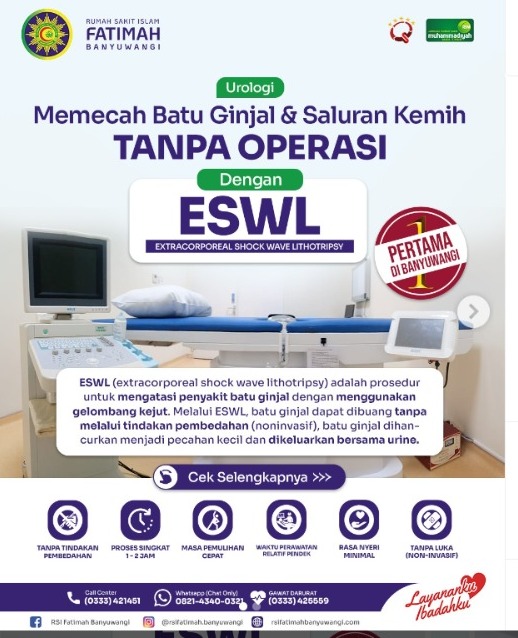 RUMAH SAKIT ISLAM
FATIMAH
BANYUWANGI
muhammadiyah
Urologi
Memecah Batu Ginjal & Saluran Kemih
TANPA OPERASI
Dengan
ESWL
EXTRACORPOREAL SHOCK WAVE LITHOTRIPSY
1
PERTAMA
DI BANYUWANGI
ESWL (extracorporeal shock wave lithotripsy) adalah prosedur
untuk mengatasi penyakit batu ginjal dengan menggunakan
gelombang kejut. Melalui ESWL, batu ginjal dapat dibuang tanpa
melalui tindakan pembedahan (noninvasif), batu ginjal dihan-
curkan menjadi pecahan kecil dan dikeluarkan bersama urine.
Cek Selengkapnya >>>
TANPA TINDAKAN
PEMBEDAHAN
PROSES SINGKAT
1 - 2 JAM
MASA PEMULIHAN
CEPAT
WAKTU PERAWATAN
RELATIF PENDEK
RASA NYERI
MINIMAL
TANPA LUKA
(NON-INVASIF)
Call Center
(0333) 421451
Whatsapp (Chat Only)
0821-4340-0321
GAWAT DARURAT
(0333) 425559
Layananku
Ibadahku
RSI Fatimah Banyuwangi
@rsifatimahbanyuwangi
rsifatimahbanyuwangi.com